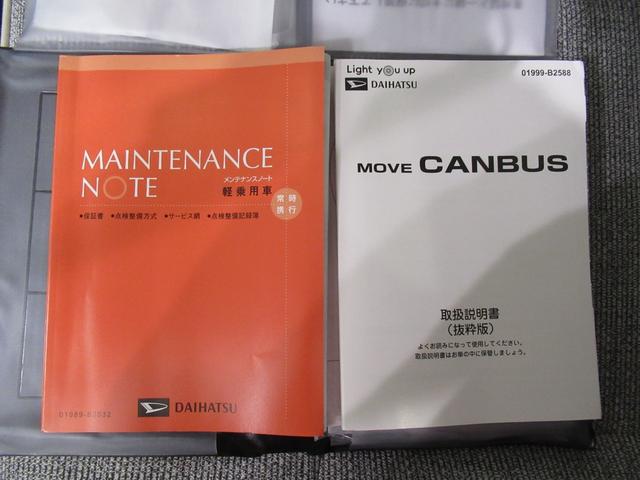 MAINTENANCE
NOTE
メンテナンスノート
軽乗用車
常時
携行
●保証書 ●点検整備方式 ●サービス網 ●点検整備記録簿
DAIHATSU
Light you up
01999-B2588
DAIHATSU
MOVE CANBUS
取扱説明書
（抜粋版）
よくお読みになって使用してください。
取扱説明書はお車の中に保管しましょう。